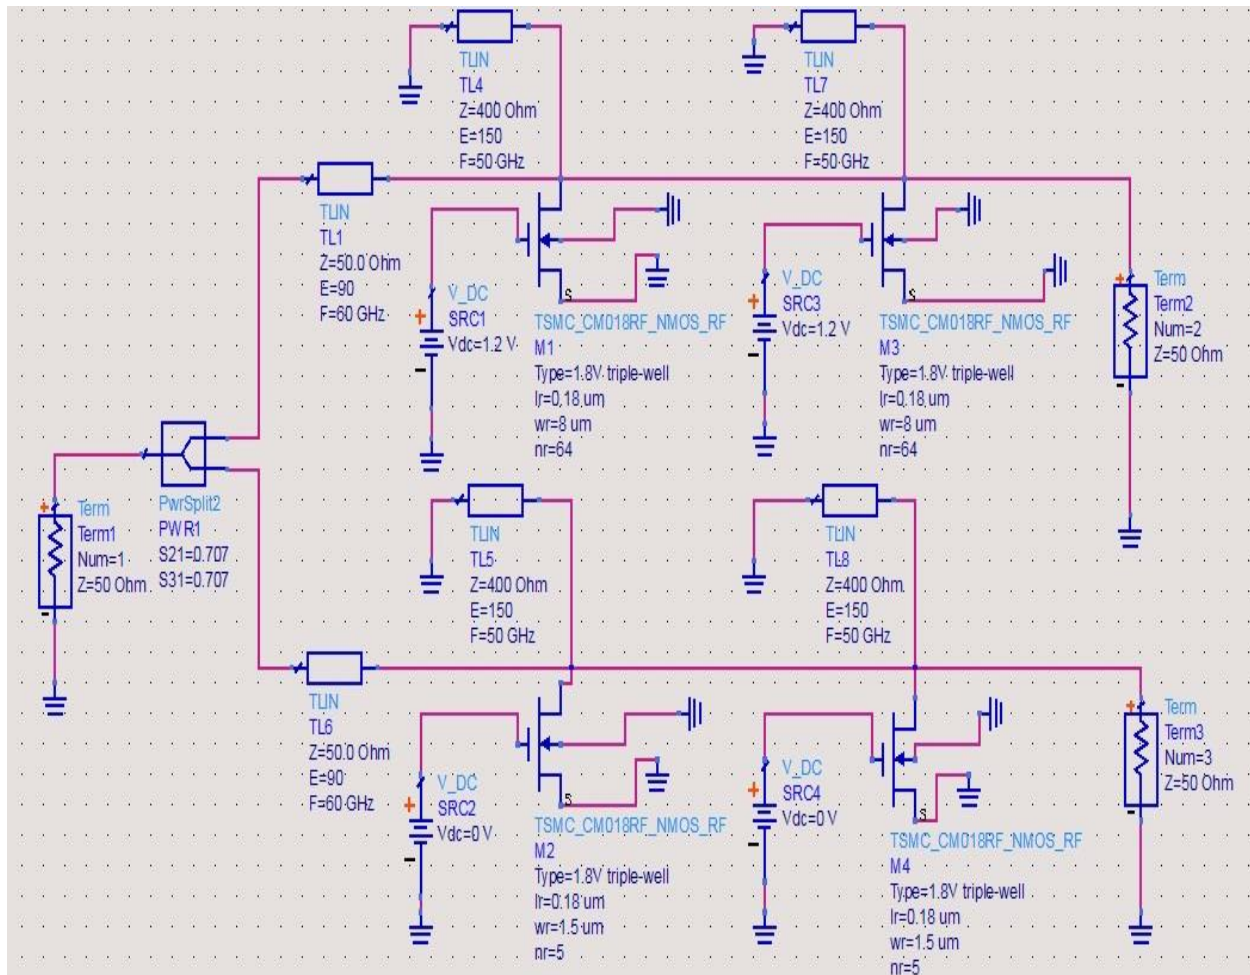 TLIN
TL4
Z=400 Ohm
E=150
F=50 GHz
TLIN
TL7
Z=400 Ohm
E=150
F=50 GHz
TLIN
TL1
Z=50.0 Ohm
E=90
F=60 GHz
V_DC
SRC1
Vdc=1.2 V
S
TSMC_CM018RF_NMOS_RF
M1
Type=1.8V triple-well
lr=0.18 um
wr=8 um
nr=64
V_DC
SRC3
Vdc=1.2 V
S
TSMC_CM018RF_NMOS_RF
M3
Type=1.8V triple-well
lr=0.18 um
wr=8 um
nr=64
Term
Term2
Num=2
Z=50 Ohm
Term
Term1
Num=1
Z=50 Ohm
PwrSplit2
PWR1
S21=0.707
S31=0.707
TLIN
TL5
Z=400 Ohm
E=150
F=50 GHz
TLIN
TL8
Z=400 Ohm
E=150
F=50 GHz
TLIN
TL6
Z=50.0 Ohm
E=90
F=60 GHz
V_DC
SRC2
Vdc=0 V
S
TSMC_CM018RF_NMOS_RF
M2
Type=1.8V triple-well
lr=0.18 um
wr=1.5 um
nr=5
V_DC
SRC4
Vdc=0 V
S
TSMC_CM018RF_NMOS_RF
M4
Type=1.8V triple-well
lr=0.18 um
wr=1.5 um
nr=5
Term
Term3
Num=3
Z=50 Ohm